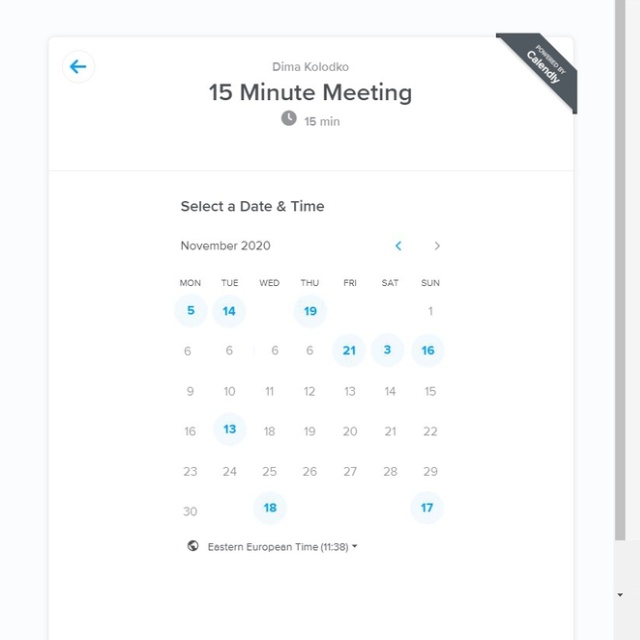 POWERED BY
Calendly
Dima Kolodko
15 Minute Meeting
15 min
Select a Date & Time
November 2020
MON TUE WED THU FRI SAT SUN
5 14 19 1
6 6 6 6 21 3 16
9 10 11 12 13 14 15
16 13 18 19 20 21 22
23 24 25 26 27 28 29
30 18 17
Eastern European Time (11:38)